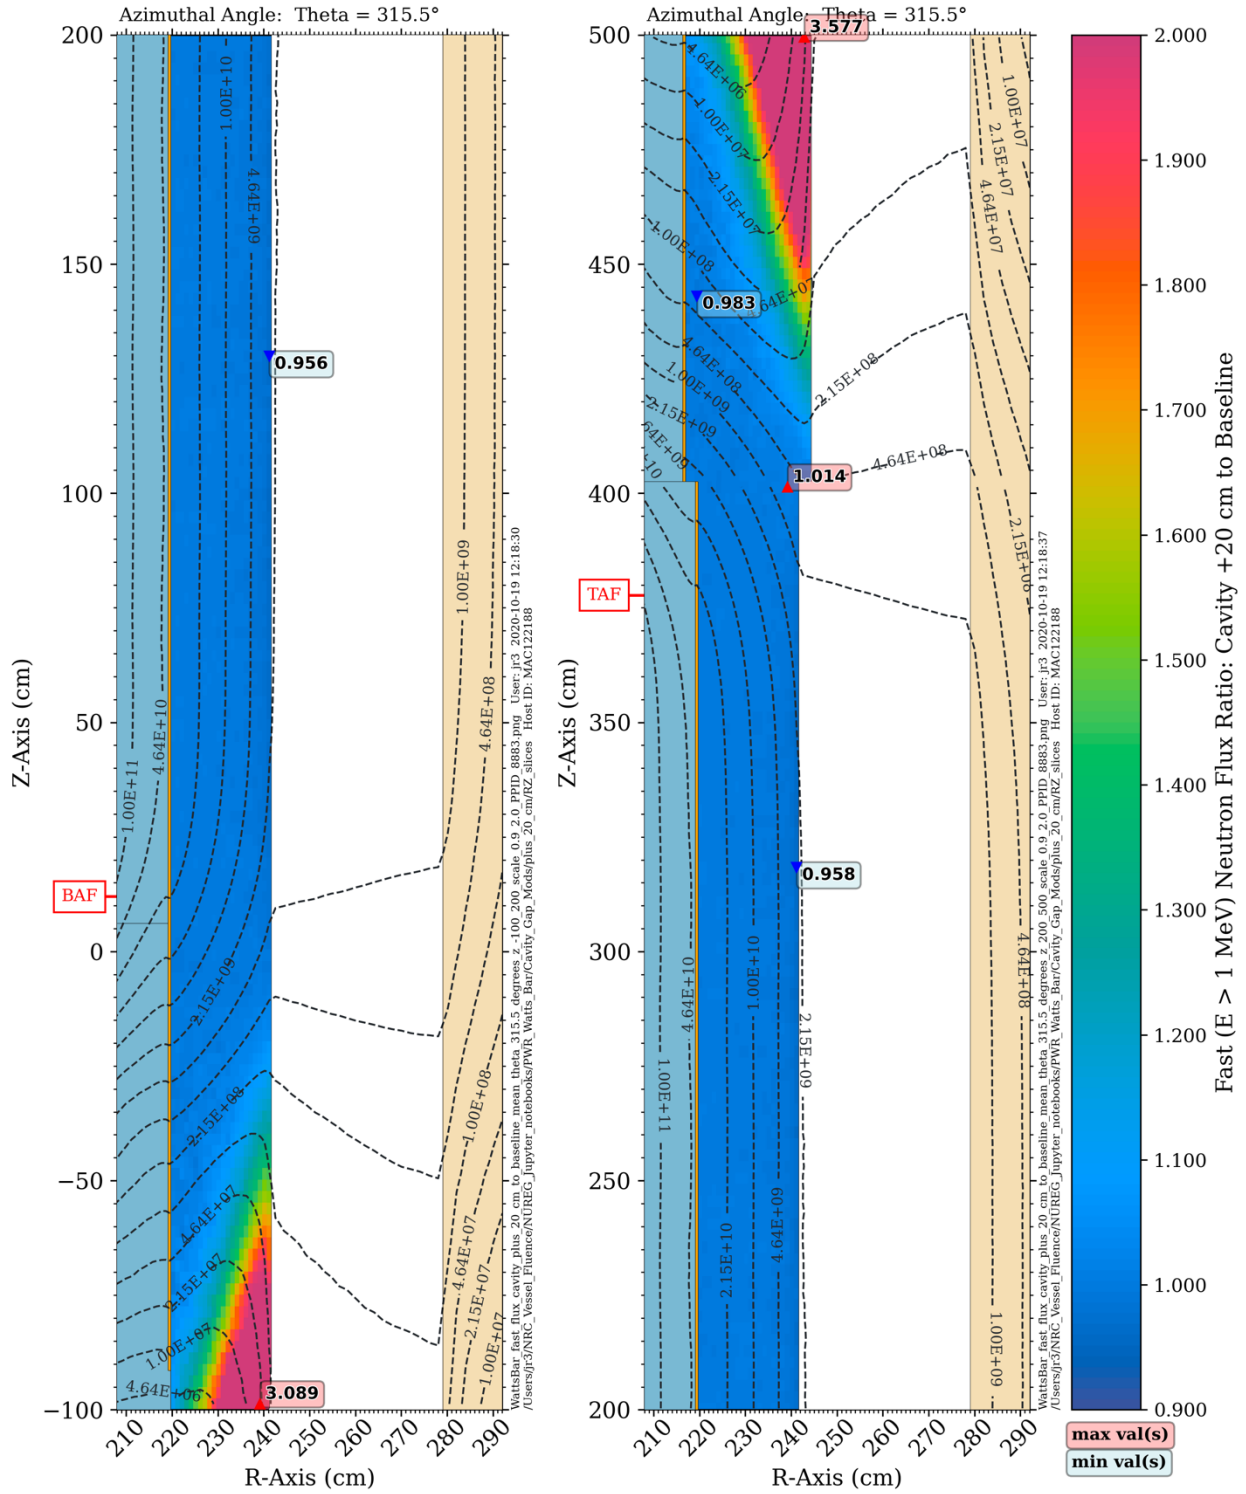 Azimuthal Angle:  Theta = 315.5°
200
150
100
50
0
−50
−100
Z-Axis (cm)
BAF
210
220
230
240
250
260
270
280
290
R-Axis (cm)
1.00E+10
4.64E+09
0.956
1.00E+09
4.64E+08
4.64E+10
1.00E+11
2.15E+09
2.15E+08
1.00E+08
4.64E+07
4.64E+07
2.15E+07
2.15E+07
1.00E+07
1.00E+07
4.64E+06
3.089
WattsBar_fast_flux_cavity_plus_20_cm_to_baseline_mean_theta_315.5_degrees_z_-100_200_scale_0.9_2.0_PPID_8883.png   User: jr3  2020-10-19 12:18:30
/Users/jr3/NRC_Vessel_Fluence/NUREG_Jupyter_notebooks/PWR_Watts_Bar/Cavity_Gap_Mods/plus_20_cm/RZ_slices   Host ID: MAC122188
Azimuthal Angle:  Theta = 315.5°
3.577
500
450
400
350
300
250
200
Z-Axis (cm)
TAF
210
220
230
240
250
260
270
280
290
R-Axis (cm)
4.64E+06
1.00E+07
2.15E+07
1.00E+08
0.983
4.64E+07
4.64E+08
1.00E+09
2.15E+09
64E+09
10
1.014
2.15E+08
4.64E+08
1.00E+07
2.15E+07
4.64E+07
2.15E+08
0.958
1.00E+10
4.64E+10
1.00E+11
2.15E+09
4.64E+08
4.64E+09
2.15E+10
1.00E+09
WattsBar_fast_flux_cavity_plus_20_cm_to_baseline_mean_theta_315.5_degrees_z_200_500_scale_0.9_2.0_PPID_8883.png   User: jr3  2020-10-19 12:18:37
/Users/jr3/NRC_Vessel_Fluence/NUREG_Jupyter_notebooks/PWR_Watts_Bar/Cavity_Gap_Mods/plus_20_cm/RZ_slices   Host ID: MAC122188
2.000
1.900
1.800
1.700
1.600
1.500
1.400
1.300
1.200
1.100
1.000
0.900
Fast (E > 1 MeV) Neutron Flux Ratio: Cavity +20 cm to Baseline
max val(s)
min val(s)